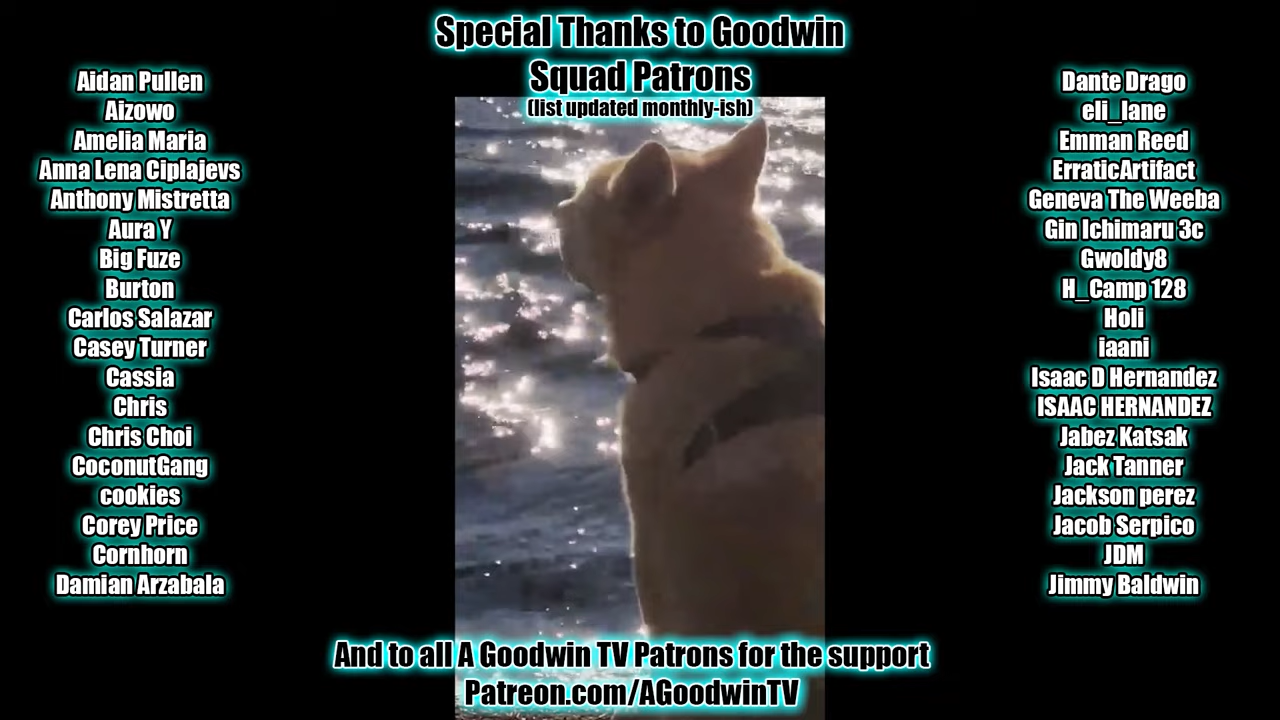 Special Thanks to Goodwin
Squad Patrons
(list updated monthly-ish)
Aidan Pullen
Aizowo
Amelia Maria
Anna Lena Ciplajevs
Anthony Mistretta
Aura Y
Big Fuze
Burton
Carlos Salazar
Casey Turner
Cassia
Chris
Chris Choi
CoconutGang
cookies
Corey Price
Cornhorn
Damian Arzabala
Dante Drago
eli_lane
Emman Reed
ErraticArtifact
Geneva The Weeba
Gin Ichimaru 3c
Gwoldy8
H_Camp 128
Holi
iaani
Isaac D Hernandez
ISAAC HERNANDEZ
Jabez Katsak
Jack Tanner
Jackson perez
Jacob Serpico
JDM
Jimmy Baldwin
And to all A Goodwin TV Patrons for the support
Patreon.com/AGoodwinTV